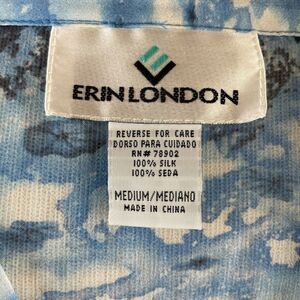 ERIN LONDON
REVERSE FOR CARE
DORSO PARA CUIDADO
RN# 78902
100% SILK
100% SEDA
MEDIUM/MEDIANO
MADE IN CHINA